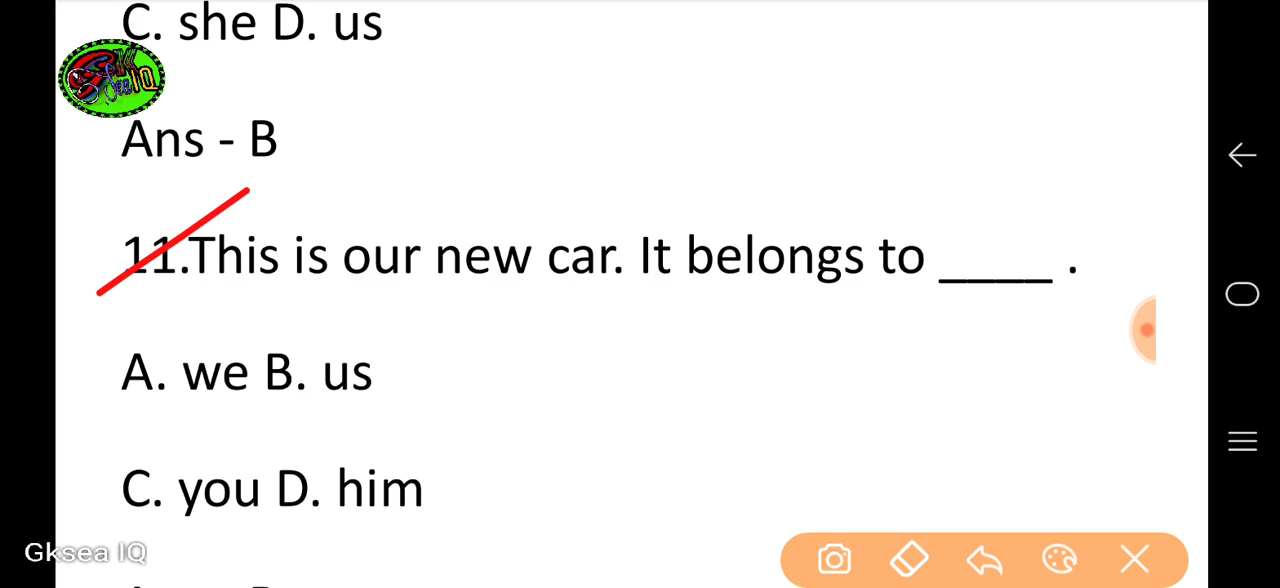 C. she D. us
Ans - B
11.This is our new car. It belongs to ____ .
A. we B. us
C. you D. him
Gksea IQ